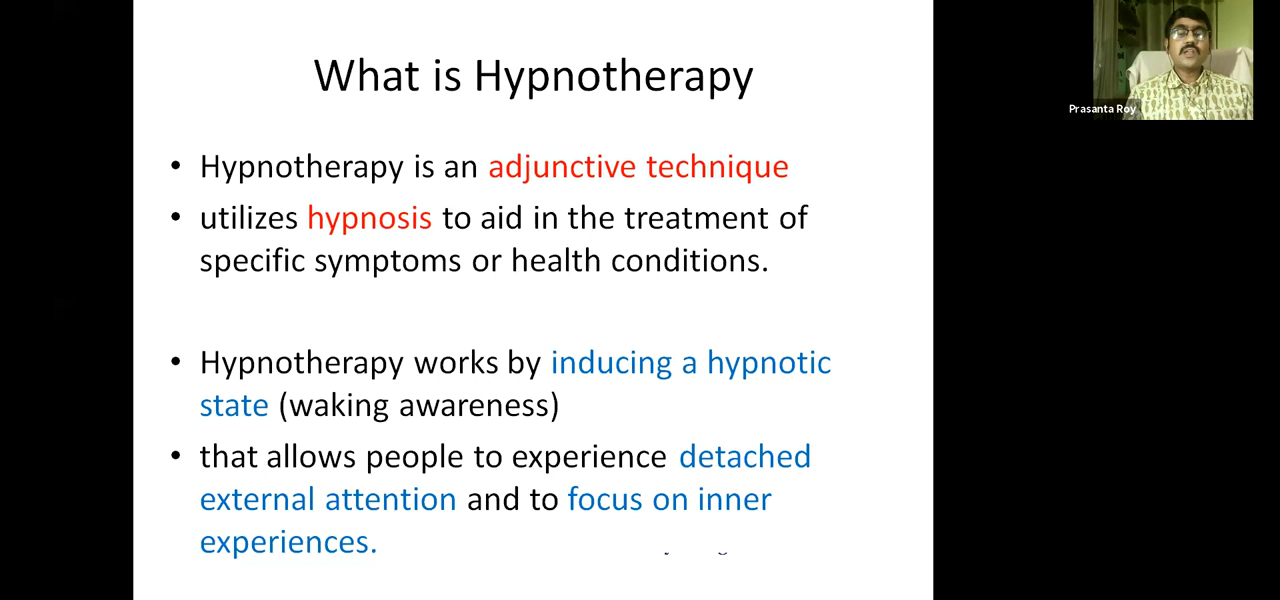 What is Hypnotherapy
• Hypnotherapy is an adjunctive technique
• utilizes hypnosis to aid in the treatment of
specific symptoms or health conditions.
• Hypnotherapy works by inducing a hypnotic
state (waking awareness)
• that allows people to experience detached
external attention and to focus on inner
experiences.
Prasanta Roy